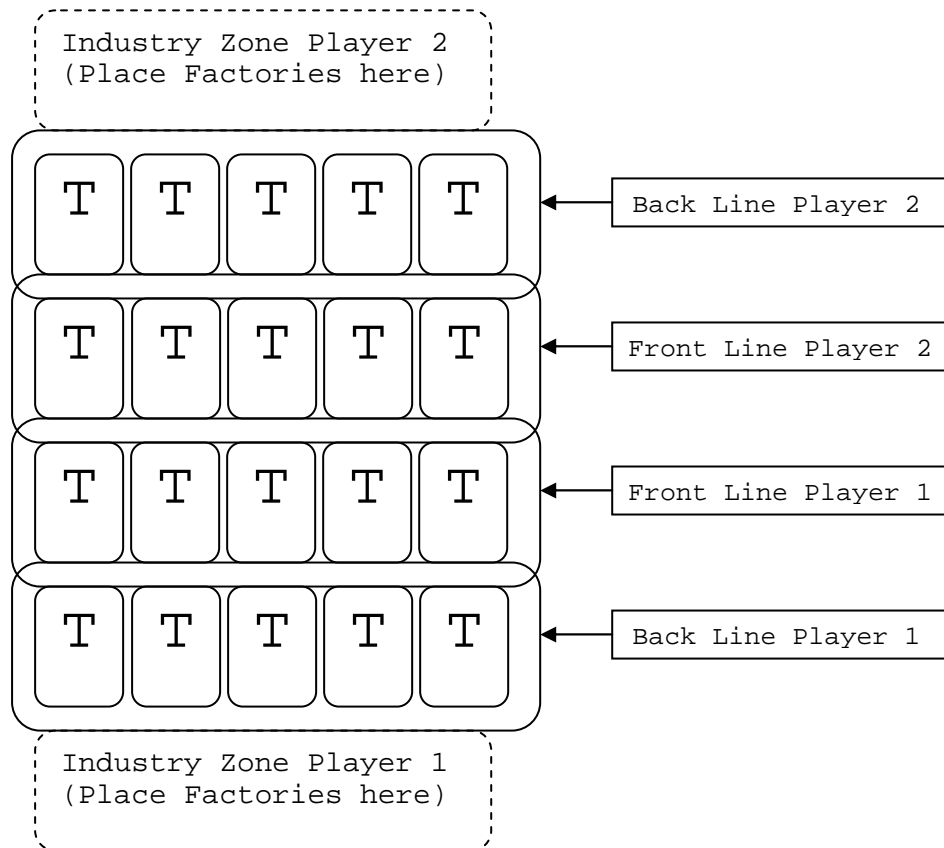 Industry Zone Player 2
(Place Factories here)
T T T T T
Back Line Player 2
T T T T T
Front Line Player 2
T T T T T
Front Line Player 1
T T T T T
Back Line Player 1
Industry Zone Player 1
(Place Factories here)